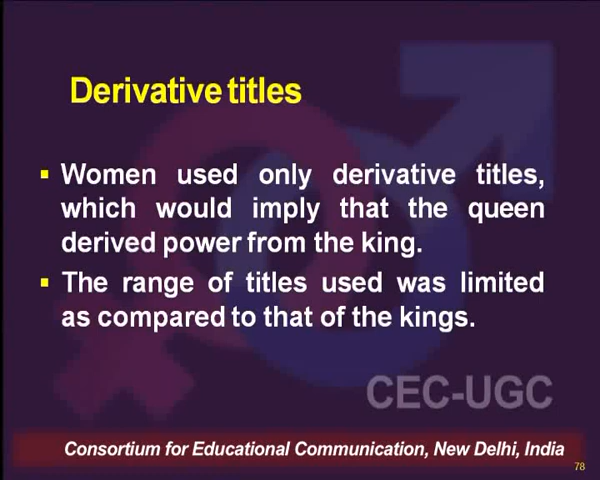 Derivative titles
▪ Women used only derivative titles,
which would imply that the queen
derived power from the king.
▪ The range of titles used was limited
as compared to that of the kings.
CEC-UGC
Consortium for Educational Communication, New Delhi, India
78